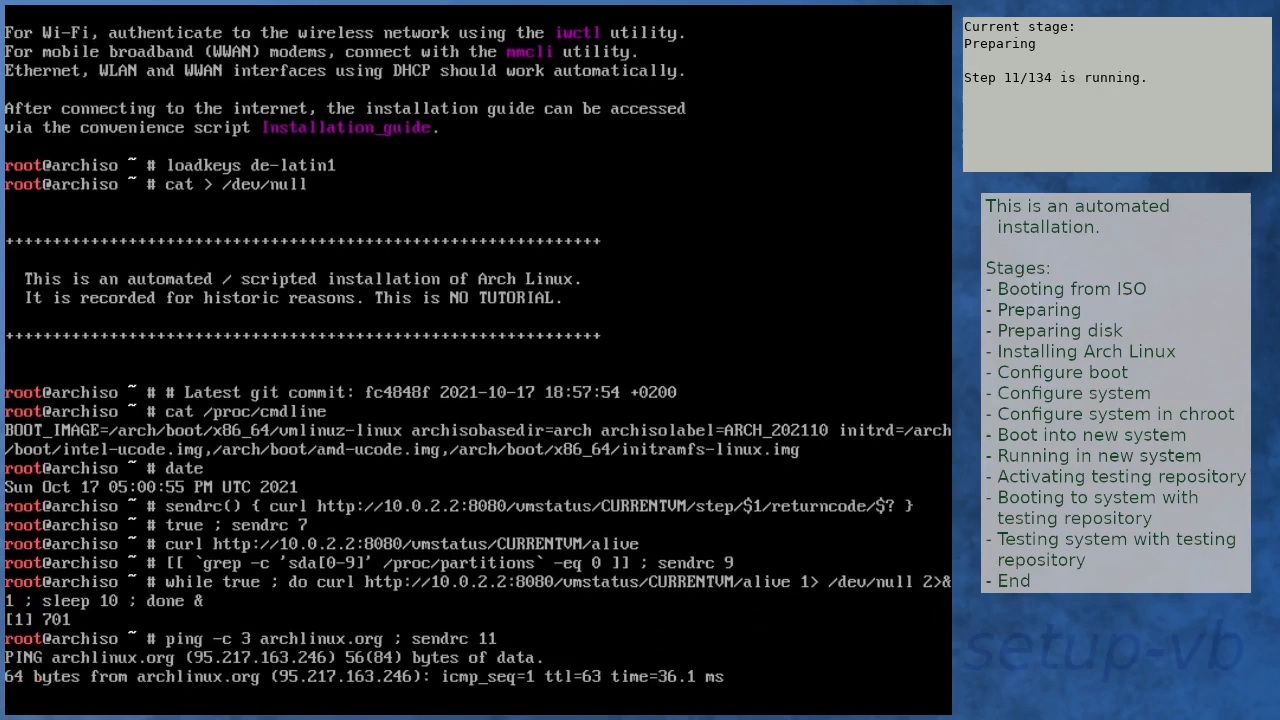 For Wi-Fi, authenticate to the wireless network using the iwctl utility.
For mobile broadband (WWAN) modems, connect with the mmcli utility.
Ethernet, WLAN and WWAN interfaces using DHCP should work automatically.
After connecting to the internet, the installation guide can be accessed
via the convenience script Installation_guide.
root@archiso ~ # loadkeys de-latin1
root@archiso ~ # cat > /dev/null
+++++++++++++++++++++++++++++++++++++++++++++++++++++++++++++++
This is an automated / scripted installation of Arch Linux.
It is recorded for historic reasons. This is NO TUTORIAL.
+++++++++++++++++++++++++++++++++++++++++++++++++++++++++++++++
root@archiso ~ # # Latest git commit: fc4848f 2021-10-17 18:57:54 +0200
root@archiso ~ # cat /proc/cmdline
BOOT_IMAGE=/arch/boot/x86_64/vmlinuz-linux archisobasedir=arch archisolabel=ARCH_202110 initrd=/arch
/boot/intel-ucode.img,/arch/boot/amd-ucode.img,/arch/boot/x86_64/initramfs-linux.img
root@archiso ~ # date
Sun Oct 17 05:00:55 PM UTC 2021
root@archiso ~ # sendrc() { curl http://10.0.2.2:8080/vmstatus/CURRENTVM/step/$1/returncode/$? }
root@archiso ~ # true ; sendrc 7
root@archiso ~ # curl http://10.0.2.2:8080/vmstatus/CURRENTVM/alive
root@archiso ~ # [[ `grep -c 'sda[0-9]' /proc/partitions` -eq 0 ]] ; sendrc 9
root@archiso ~ # while true ; do curl http://10.0.2.2:8080/vmstatus/CURRENTVM/alive 1> /dev/null 2>&
1 ; sleep 10 ; done &
[1] 701
root@archiso ~ # ping -c 3 archlinux.org ; sendrc 11
PING archlinux.org (95.217.163.246) 56(84) bytes of data.
64 bytes from archlinux.org (95.217.163.246): icmp_seq=1 ttl=63 time=36.1 ms
Current stage:
Preparing
Step 11/134 is running.
This is an automated
installation.
Stages:
- Booting from ISO
- Preparing
- Preparing disk
- Installing Arch Linux
- Configure boot
- Configure system
- Configure system in chroot
- Boot into new system
- Running in new system
- Activating testing repository
- Booting to system with
testing repository
- Testing system with testing
repository
- End
-setup-vb